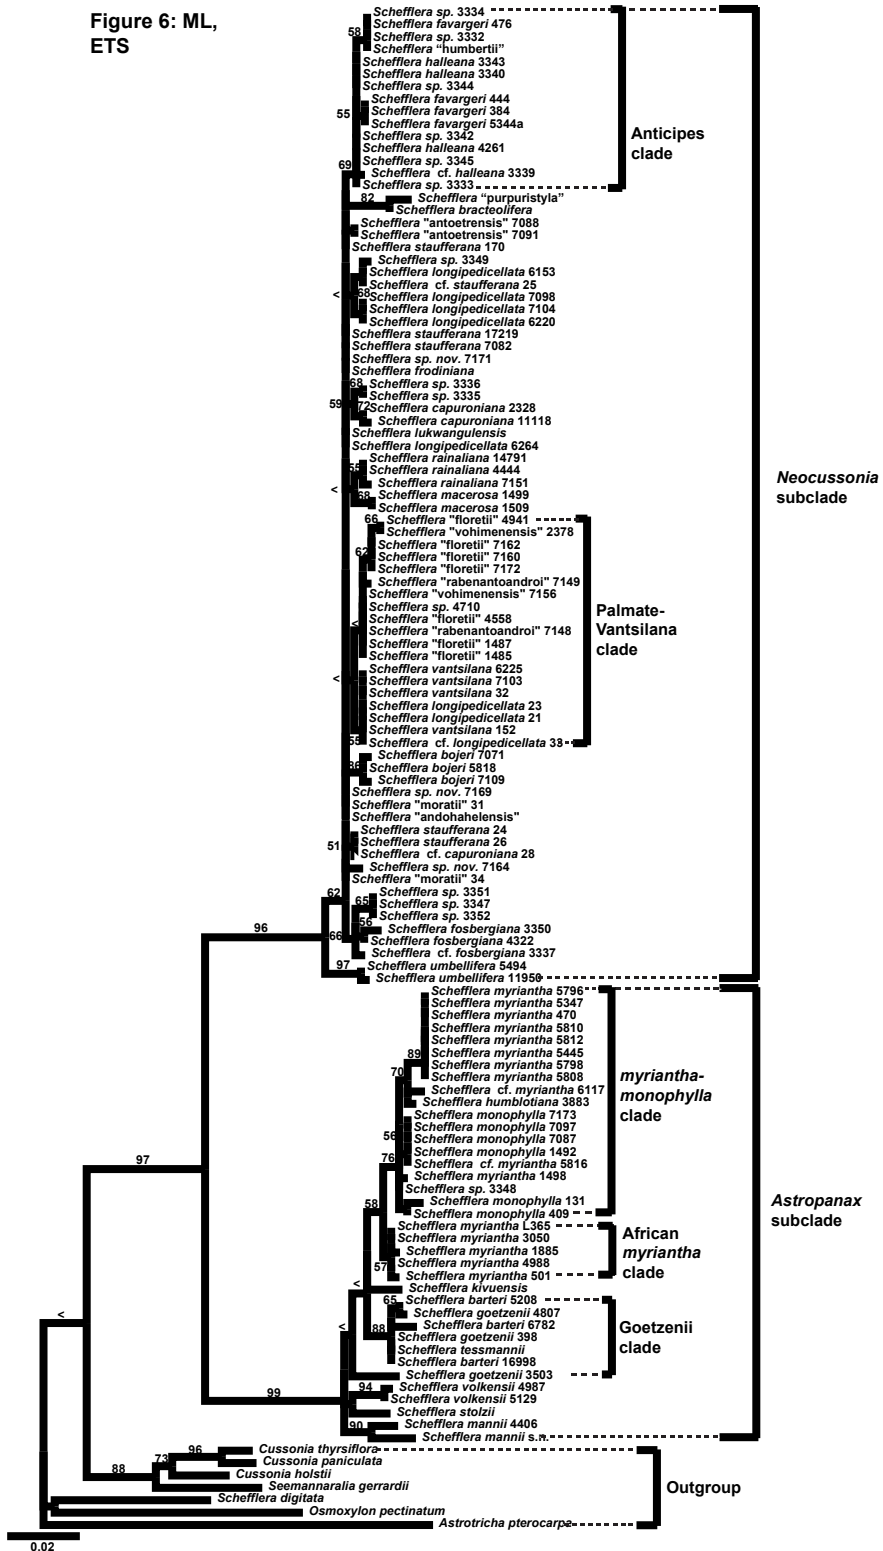 Figure 6: ML,
ETS
Schefflera sp. 3334
Schefflera favargeri 476
58
Schefflera sp. 3332
Schefflera “humbertii”
Schefflera halleana 3343
Schefflera halleana 3340
Schefflera sp. 3344
Schefflera favargeri 444
Schefflera favargeri 384
55
Schefflera favargeri 5344a
Schefflera sp. 3342
Anticipes
clade
Schefflera halleana 4261
Schefflera sp. 3345
69
Schefflera cf. halleana 3339
Schefflera sp. 3333
82
Schefflera “purpuristyla”
Schefflera bracteolifera
Schefflera "antoetrensis" 7088
Schefflera "antoetrensis" 7091
Schefflera staufferana 170
Schefflera sp. 3349
Schefflera longipedicellata 6153
Schefflera cf. staufferana 25
<
68
Schefflera longipedicellata 7098
Schefflera longipedicellata 7104
Schefflera longipedicellata 6220
Schefflera staufferana 17219
Schefflera staufferana 7082
Schefflera sp. nov. 7171
Schefflera frodiniana
68
Schefflera sp. 3336
Schefflera sp. 3335
59
72
Schefflera capuroniana 2328
Schefflera capuroniana 11118
Schefflera lukwangulensis
Schefflera longipedicellata 6264
Schefflera rainaliana 14791
55
Schefflera rainaliana 4444
Neocussonia
subclade
Schefflera rainaliana 7151
<
68
Schefflera macerosa 1499
Schefflera macerosa 1509
66
Schefflera "floretii" 4941
Schefflera "vohimenensis" 2378
Schefflera "floretii" 7162
62
Schefflera "floretii" 7160
Schefflera "floretii" 7172
Schefflera "rabenantoandroi" 7149
Schefflera "vohimenensis" 7156
Schefflera sp. 4710
Schefflera "floretii" 4558
<
Schefflera "rabenantoandroi" 7148
Palmate-
Vantsilana
clade
Schefflera "floretii" 1487
Schefflera "floretii" 1485
Schefflera vantsilana 6225
<
Schefflera vantsilana 7103
Schefflera vantsilana 32
Schefflera longipedicellata 23
Schefflera longipedicellata 21
Schefflera vantsilana 152
55
Schefflera cf. longipedicellata 33
Schefflera bojeri 7071
86
Schefflera bojeri 5818
Schefflera bojeri 7109
Schefflera sp. nov. 7169
Schefflera "moratii" 31
Schefflera "andohahelensis"
Schefflera staufferana 24
Schefflera staufferana 26
51
Schefflera cf. capuroniana 28
Schefflera sp. nov. 7164
Schefflera "moratii" 34
62
Schefflera sp. 3351
65
Schefflera sp. 3347
Schefflera sp. 3352
56
96
66
Schefflera fosbergiana 3350
Schefflera fosbergiana 4322
Schefflera cf. fosbergiana 3337
97
Schefflera umbellifera 5494
Schefflera umbellifera 11950
Schefflera myriantha 5796
Schefflera myriantha 5347
Schefflera myriantha 470
Schefflera myriantha 5810
Schefflera myriantha 5812
89
Schefflera myriantha 5445
Schefflera myriantha 5798
70
Schefflera myriantha 5808
Schefflera cf. myriantha 6117
Schefflera humblotiana 3883
myriantha-
monophylla
clade
Schefflera monophylla 7173
Schefflera monophylla 7097
56
Schefflera monophylla 7087
Schefflera monophylla 1492
76
Schefflera cf. myriantha 5816
97
Schefflera myriantha 1498
Schefflera sp. 3348
58
Schefflera monophylla 131
Schefflera monophylla 409
Astropanax
subclade
Schefflera myriantha L365
Schefflera myriantha 3050
Schefflera myriantha 1885
57
Schefflera myriantha 4988
Schefflera myriantha 501
African
myriantha
clade
<
Schefflera kivuensis
65
Schefflera barteri 5208
Schefflera goetzenii 4807
<
<
88
Schefflera barteri 6782
Schefflera goetzenii 398
Schefflera tessmannii
Schefflera barteri 16998
Goetzenii
clade
Schefflera goetzenii 3503
94
Schefflera volkensii 4987
99
Schefflera volkensii 5129
Schefflera stolzii
90
Schefflera mannii 4406
Schefflera mannii s.n.
96
Cussonia thyrsiflora
73
Cussonia paniculata
88
Cussonia holstii
Seemannaralia gerrardii
Outgroup
Schefflera digitata
Osmoxylon pectinatum
Astrotricha pterocarpa
0.02